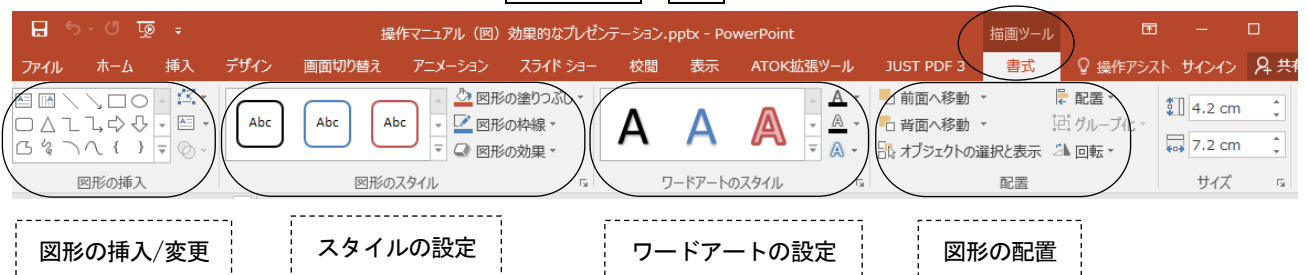 操作マニュアル（図）効果的なプレゼンテーション.pptx - PowerPoint
描画ツール
ファイル ホーム 挿入 デザイン 画面切り替え アニメーション スライド ショー 校閲 表示 ATOK拡張ツール JUST PDF 3 書式 操作アシスト サインイン 共有
Abc Abc Abc
図形の塗りつぶし
図形の枠線
図形の効果
A A A
A
A
A
前面へ移動
背面へ移動
オブジェクトの選択と表示
配置
グループ化
回転
4.2 cm
7.2 cm
図形の挿入 図形のスタイル ワードアートのスタイル 配置 サイズ
図形の挿入/変更 スタイルの設定 ワードアートの設定 図形の配置